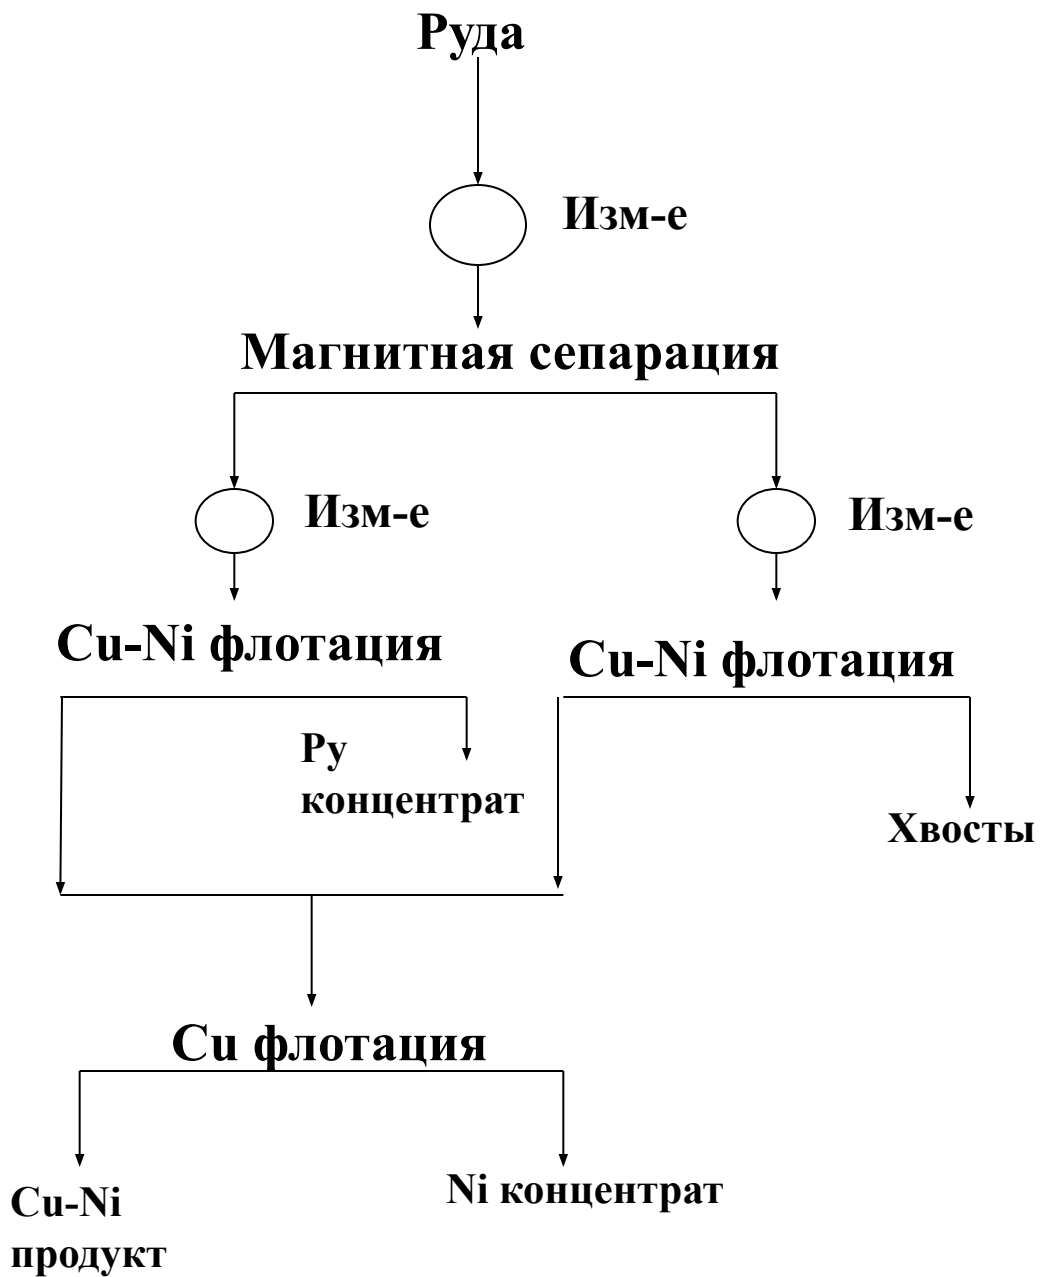 Руда
Изм-е
Магнитная сепарация
Изм-е
Изм-е
Cu-Ni флотация
Cu-Ni флотация
Ру
концентрат
Хвосты
Cu флотация
Cu-Ni
продукт
Ni концентрат